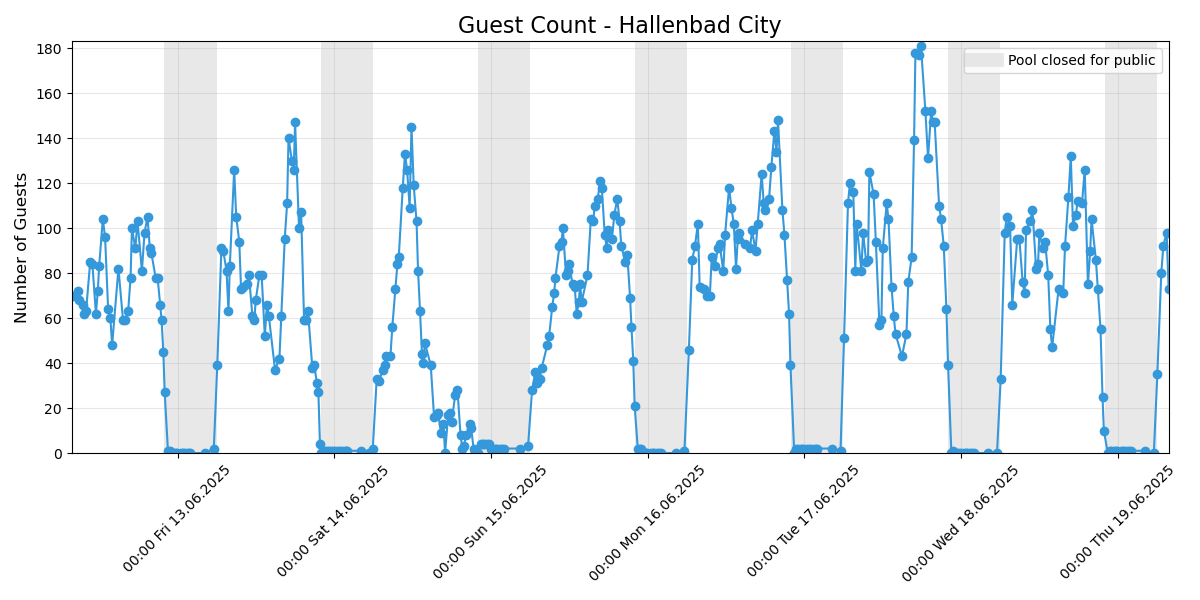 Guest Count - Hallenbad City
Number of Guests
180
160
140
120
100
80
60
40
20
0
Pool closed for public
00:00 Fri 13.06.2025
00:00 Sat 14.06.2025
00:00 Sun 15.06.2025
00:00 Mon 16.06.2025
00:00 Tue 17.06.2025
00:00 Wed 18.06.2025
00:00 Thu 19.06.2025